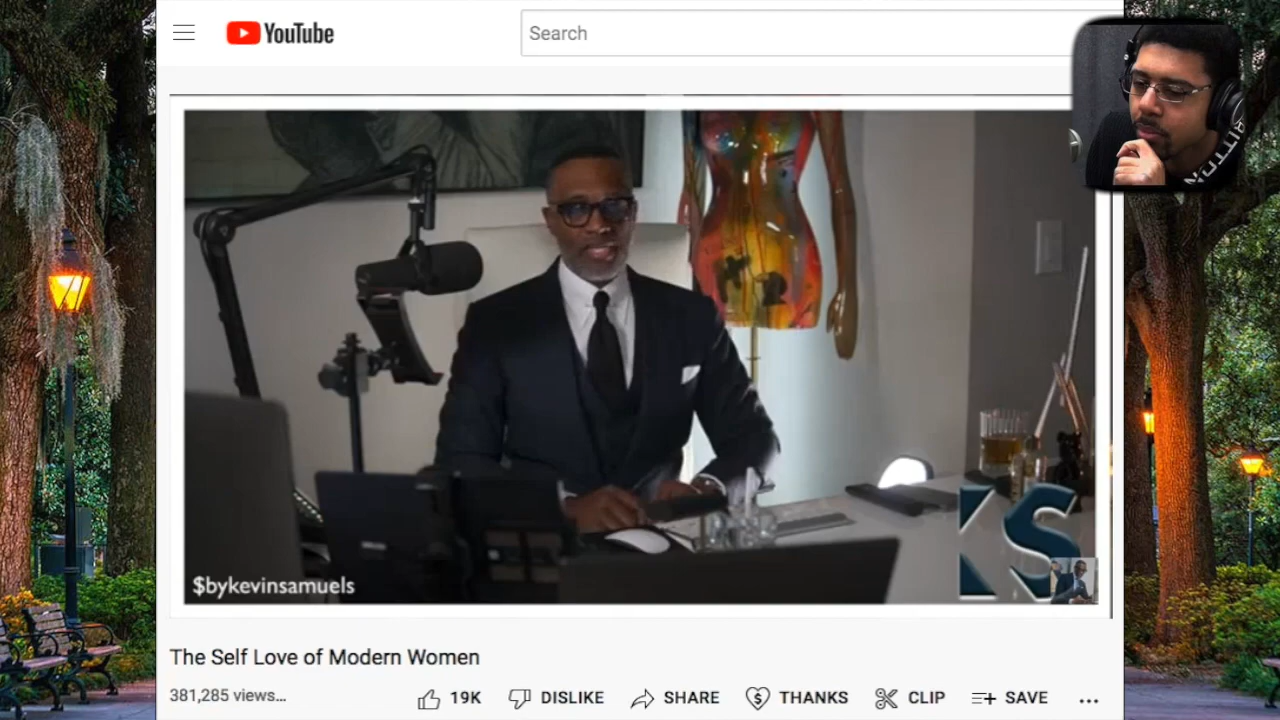 YouTube
Search
$bykevinsamuels
KS
The Self Love of Modern Women
381,285 views...
19K
DISLIKE
SHARE
THANKS
CLIP
SAVE
...